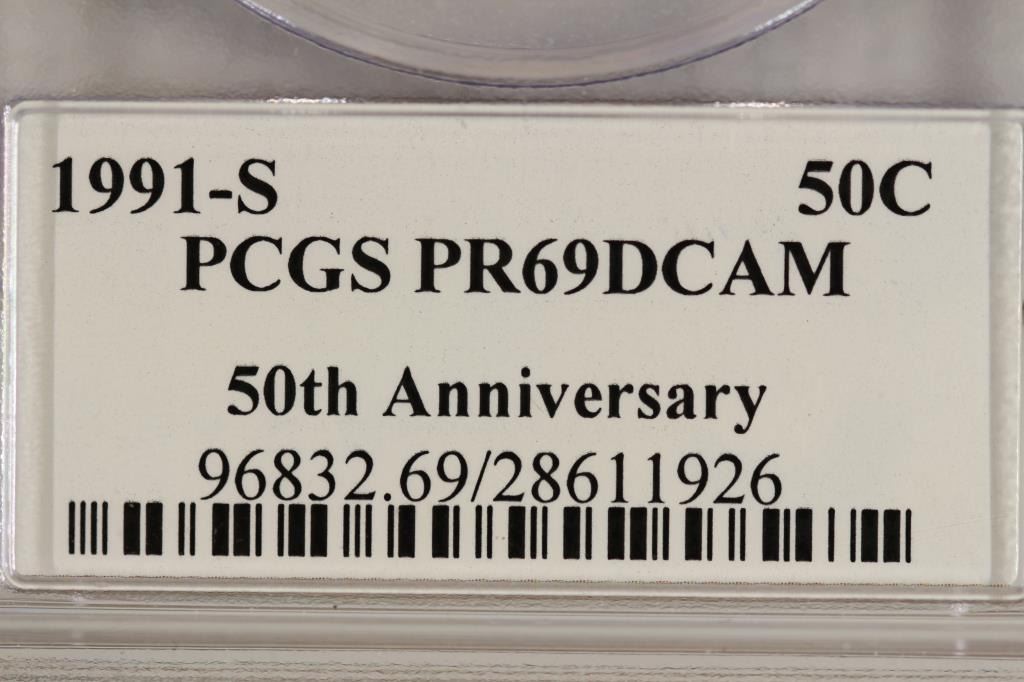 1991-S 50C
PCGS PR69DCAM
50th Anniversary
96832.69/28611926